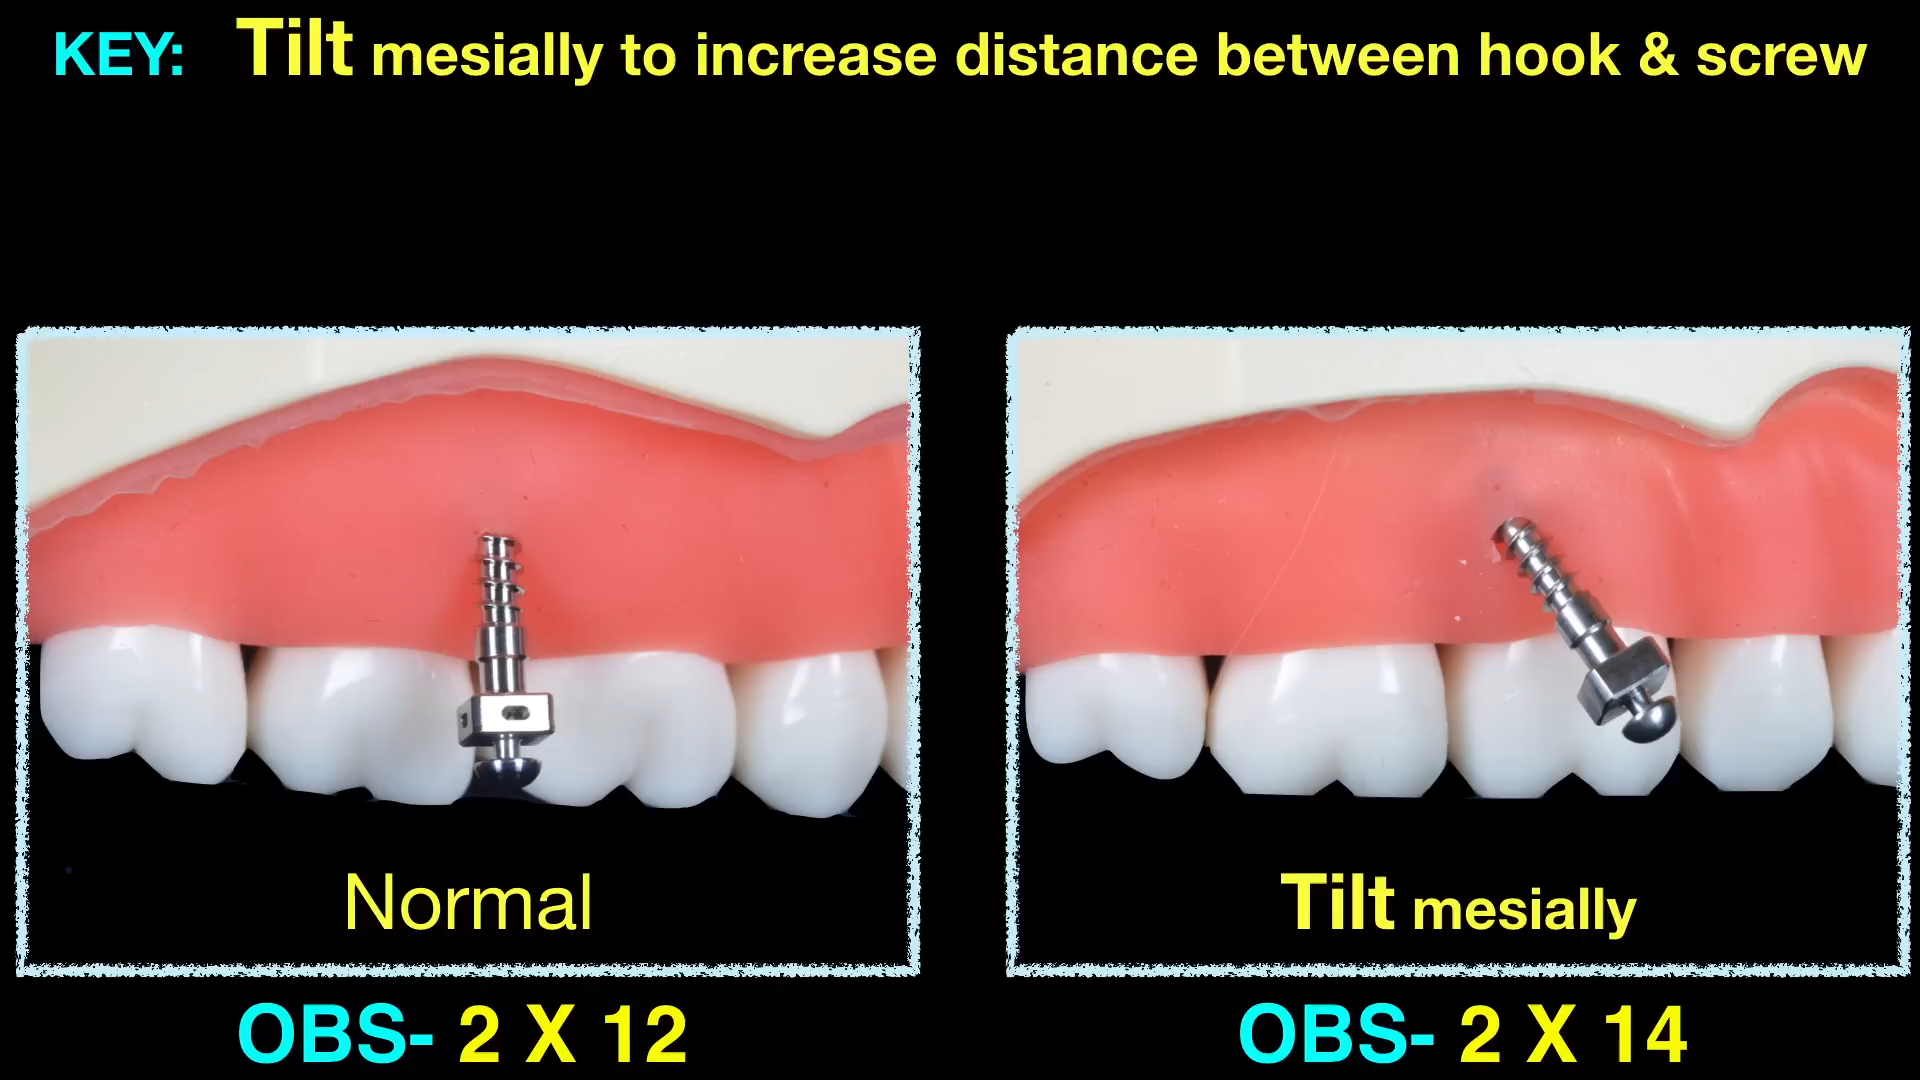 KEY: Tilt mesially to increase distance between hook & screw
Normal
Tilt mesially
OBS- 2 X 12
OBS- 2 X 14